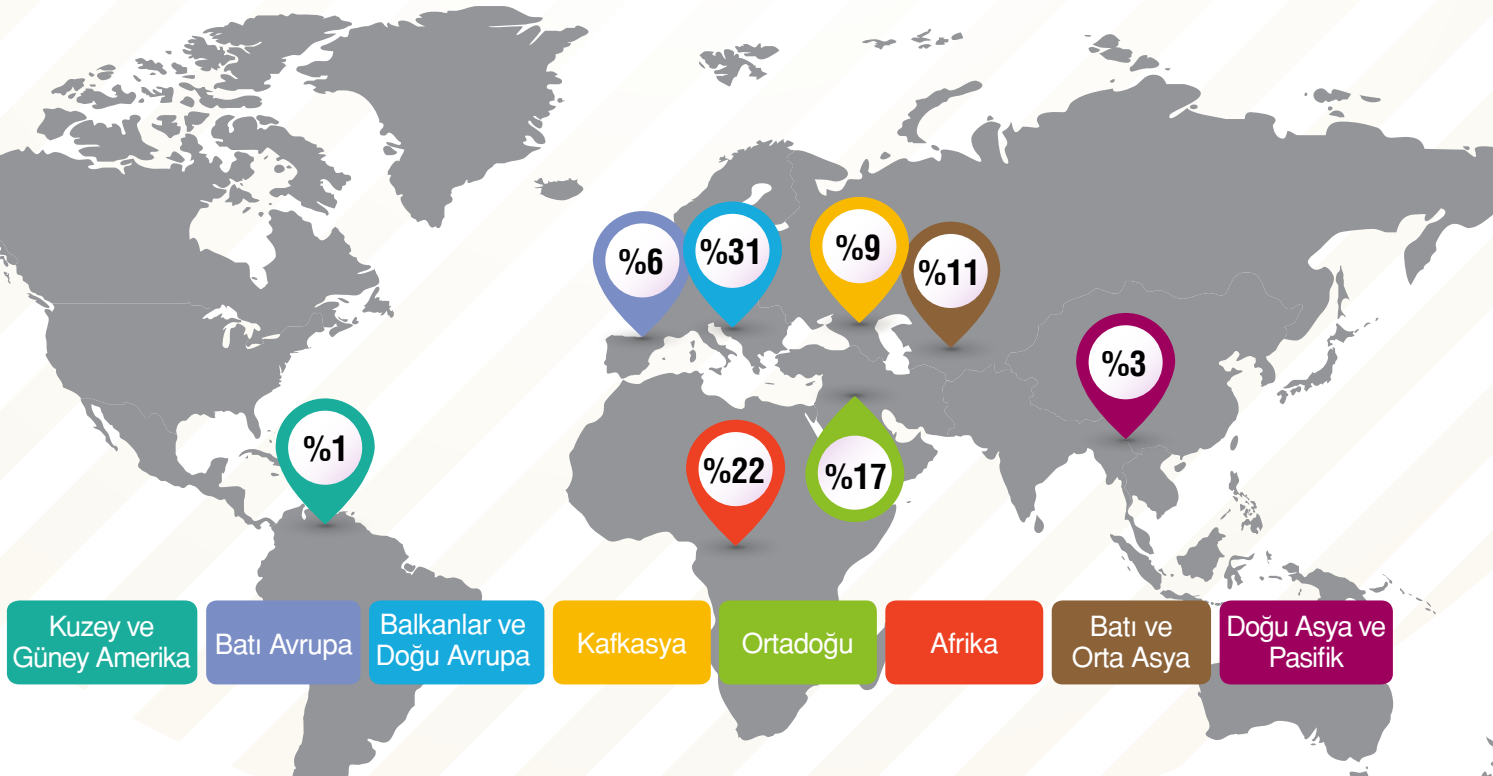 %6
%31
%9
%11
%3
%1
%22
%17
Kuzey ve
Güney Amerika
Batı Avrupa
Balkanlar ve
Doğu Avrupa
Kafkasya
Ortadoğu
Afrika
Batı ve
Orta Asya
Doğu Asya ve
Pasifik